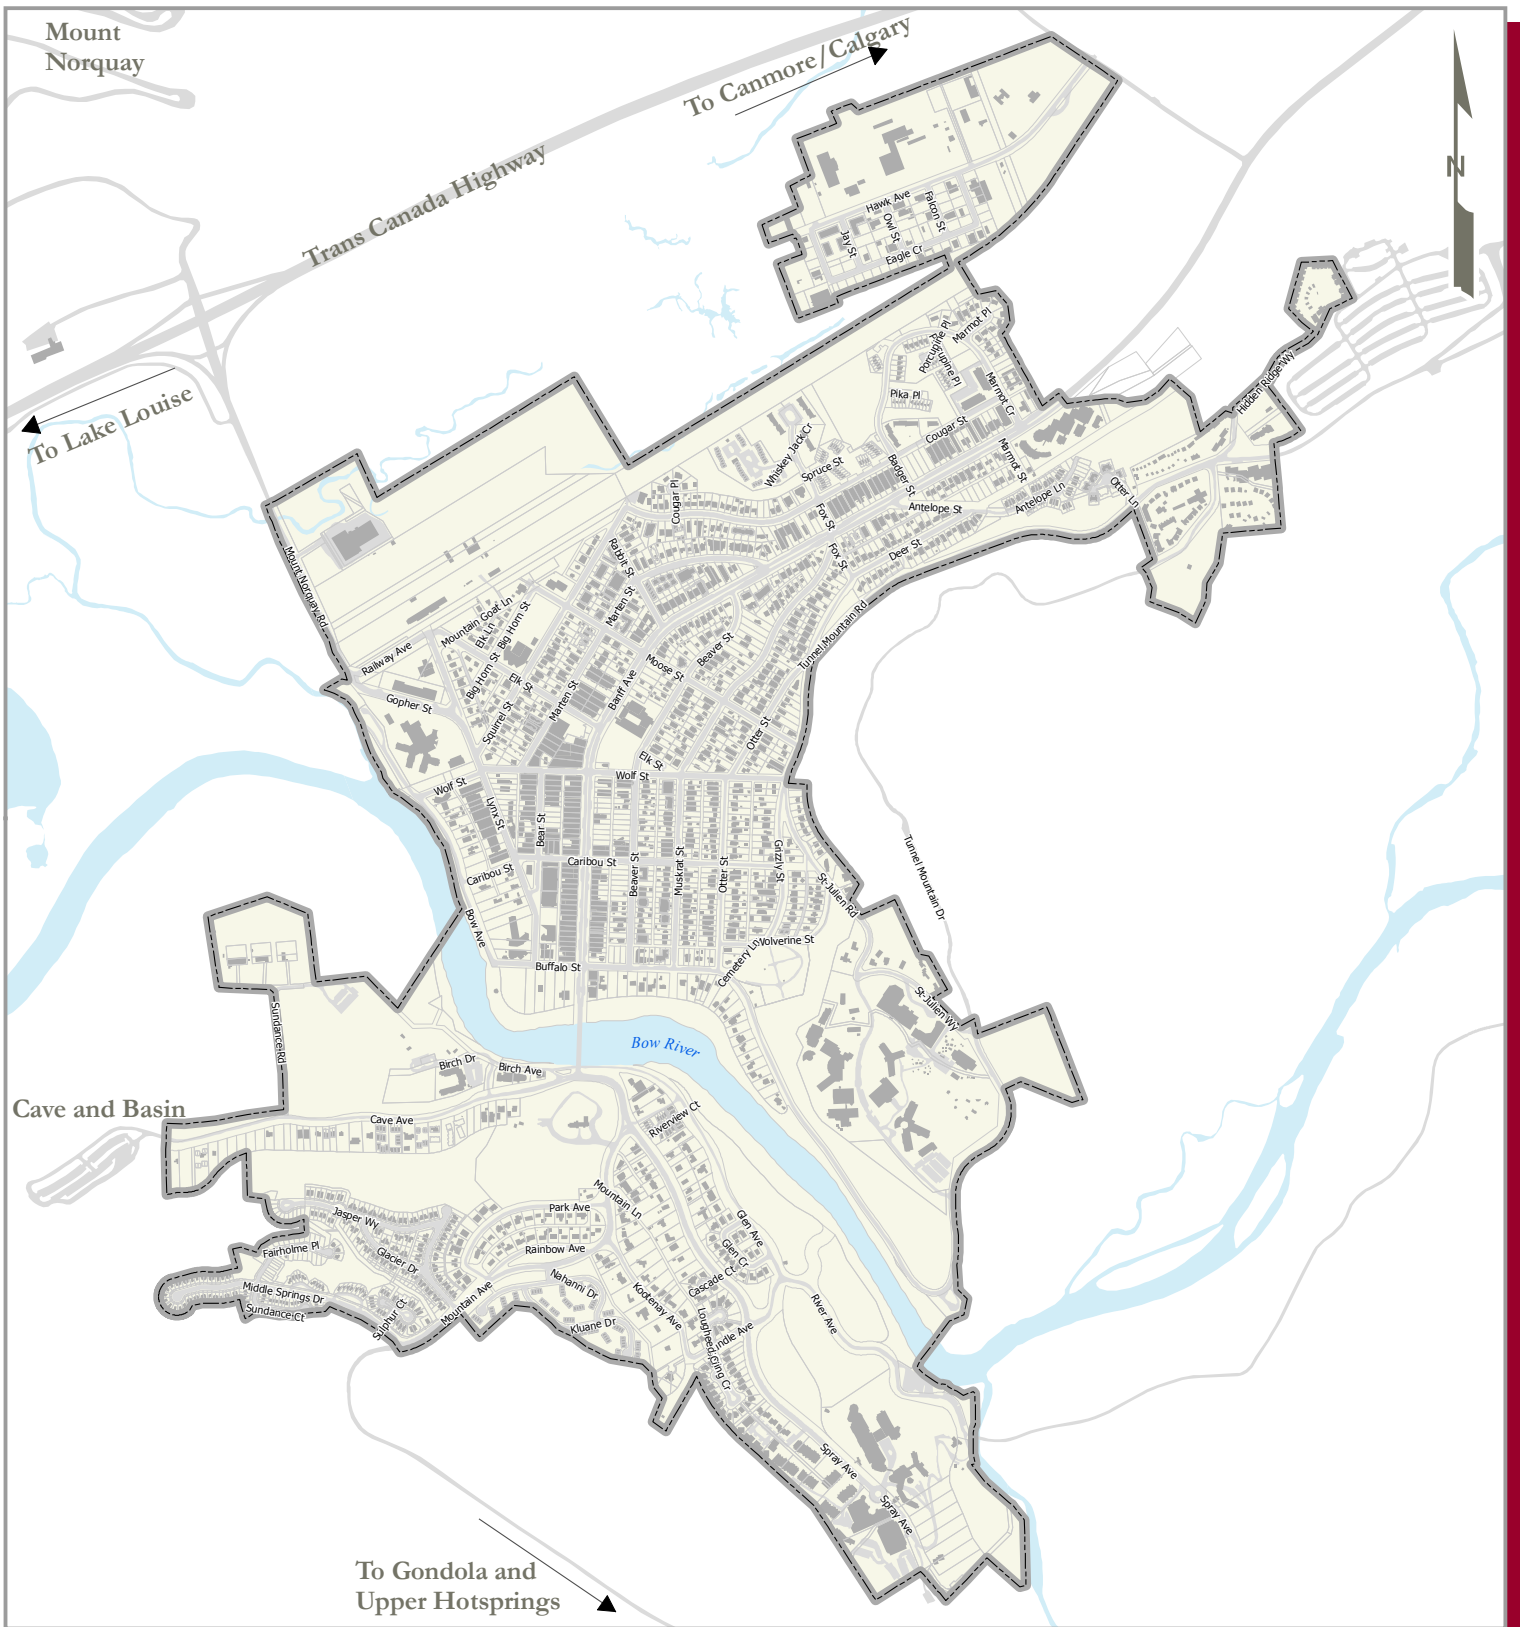 Mount
Norquay
To Canmore/Calgary
Trans Canada Highway
N
To Lake Louise
Hawk Ave
Falcon St
Owl St
Jay St
Eagle Cr
Marmot Pl
Porcupine Pl
Marmot Cr
Pika Pl
Cougar St
Hidden Ridge Wy
Whiskey Jack Cr
Spruce St
Badger St
Marmot St
Cougar Pl
Antelope Ln
Otter Ln
Antelope St
Fox St
Fox St
Deer St
Rabbit St
Mount Norquay Rd
Marten St
Mountain Goat Ln
Elk Ln
Big Horn St
Tunnel Mountain Rd
Beaver St
Railway Ave
Moose St
Big Horn St
Elk St
Marten St
Banff Ave
Gopher St
Squirrel St
Otter St
Elk St
Wolf St
Wolf St
Lynx St
Bear St
Caribou St
Caribou St
Beaver St
Muskrat St
Otter St
Grizzly St
St-Julien Rd
Tunnel Mountain Dr
Bow Ave
Wolverine St
Cemetery Ln
Buffalo St
St-Julien Wy
Sundance Rd
Bow River
Birch Dr
Birch Ave
Cave and Basin
Cave Ave
Riverview Ct
Mountain Ln
Park Ave
Jasper Wy
Glen Ave
Fairholme Pl
Rainbow Ave
Glacier Dr
Glen Cr
Cascade Ct
Nahanni Dr
Kootenay Ave
Middle Springs Dr
Mountain Ave
Sundance Ct
Sulphur Ct
Kluane Dr
River Ave
Spray Ave
Spray Ave
To Gondola and
Upper Hotsprings